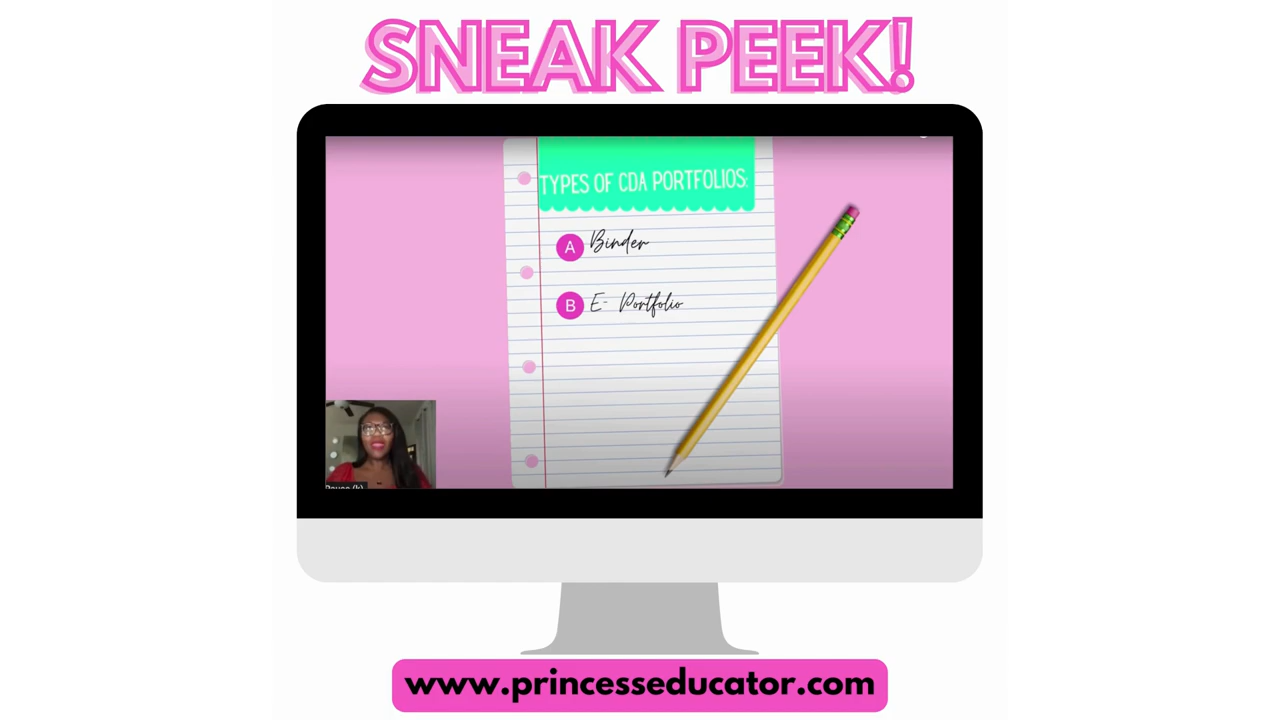 SNEAK PEEK!
TYPES OF CDA PORTFOLIOS:
A Binder
B E- Portfolio
www.princesseducator.com